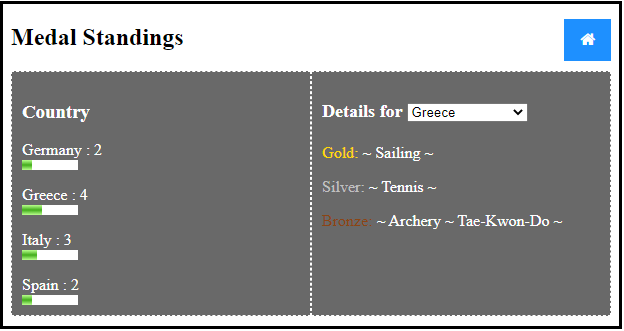 Medal Standings
Country
Germany : 2
Greece : 4
Italy : 3
Spain : 2
Details for Greece
Gold: ~ Sailing ~
Silver: ~ Tennis ~
Bronze: ~ Archery ~ Tae-Kwon-Do ~